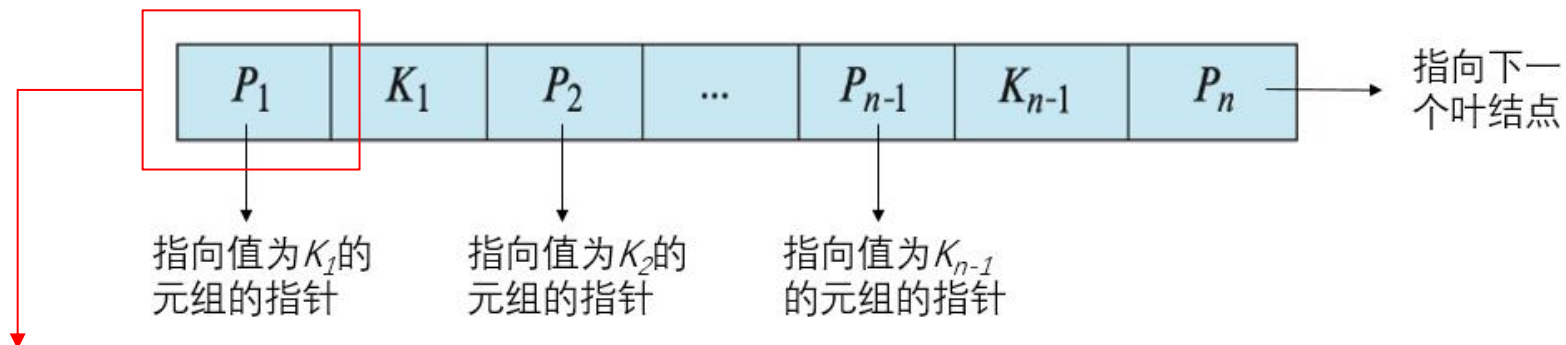 P1 K1 P2 ... Pn-1 Kn-1 Pn
指向下一
个叶结点
指向值为K1的
元组的指针
指向值为K2的
元组的指针
指向值为Kn-1
的元组的指针